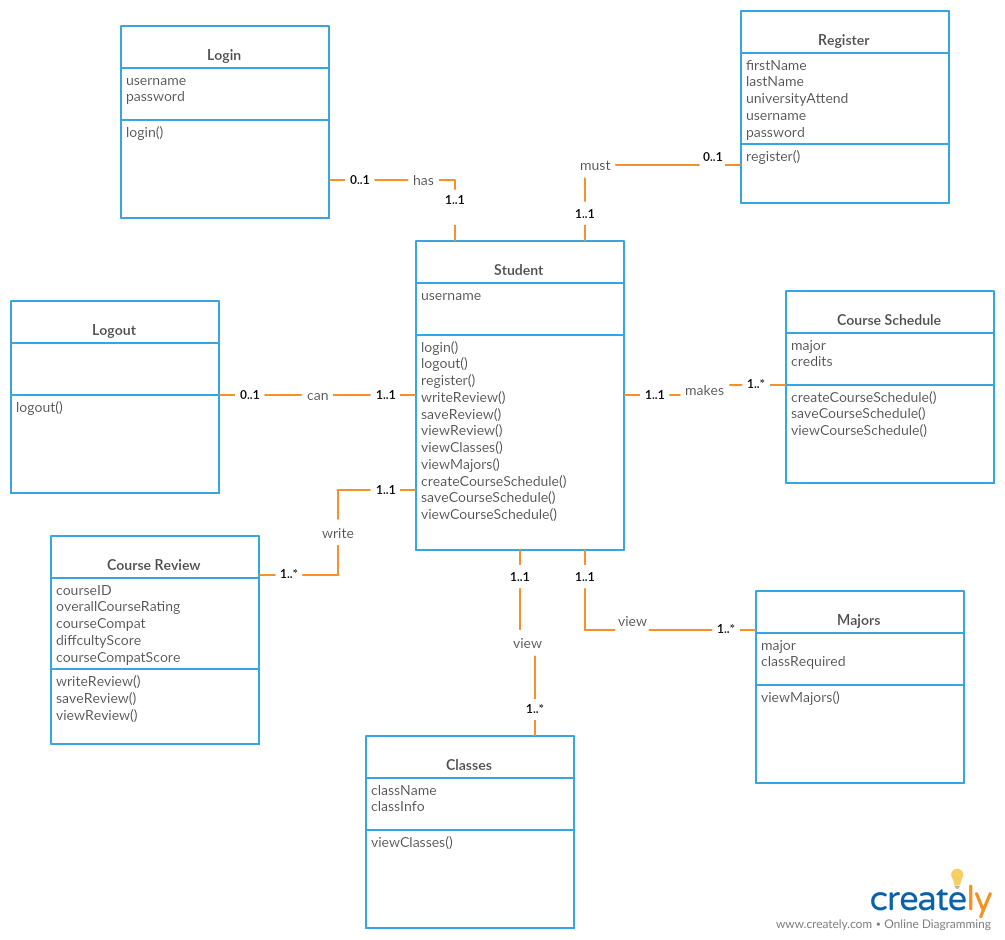 Login
username
password
login()
Register
firstName
lastName
universityAttend
username
password
register()
0..1
has
1..1
must
0..1
1..1
Student
username
login()
logout()
register()
writeReview()
saveReview()
viewReview()
viewClasses()
viewMajors()
createCourseSchedule()
saveCourseSchedule()
viewCourseSchedule()
Logout
logout()
0..1
can
1..1
Course Schedule
major
credits
createCourseSchedule()
saveCourseSchedule()
viewCourseSchedule()
1..1
makes
1..*
1..1
write
1..*
Course Review
courseID
overallCourseRating
courseCompat
diffcultyScore
courseCompatScore
writeReview()
saveReview()
viewReview()
1..1
view
1..*
1..1
view
1..*
Majors
major
classRequired
viewMajors()
Classes
className
classInfo
viewClasses()
creately
www.creately.com • Online Diagramming